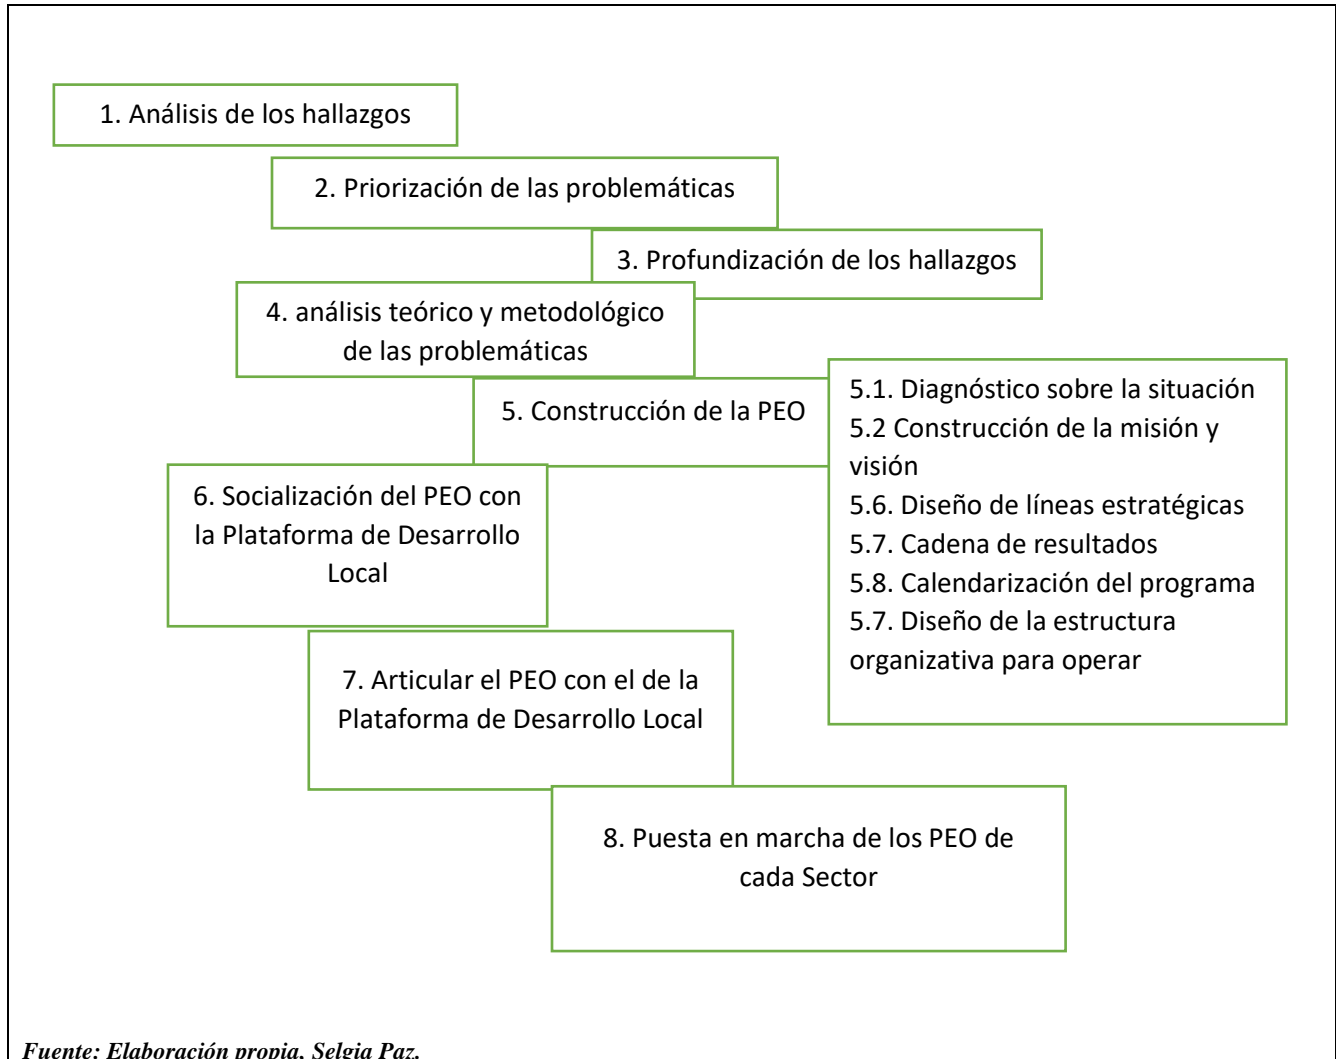 1. Análisis de los hallazgos
2. Priorización de las problemáticas
3. Profundización de los hallazgos
4. análisis teórico y metodológico
de las problemáticas
5. Construcción de la PEO
5.1. Diagnóstico sobre la situación
5.2 Construcción de la misión y
visión
5.6. Diseño de líneas estratégicas
5.7. Cadena de resultados
5.8. Calendarización del programa
5.7. Diseño de la estructura
organizativa para operar
6. Socialización del PEO con
la Plataforma de Desarrollo
Local
7. Articular el PEO con el de la
Plataforma de Desarrollo Local
8. Puesta en marcha de los PEO de
cada Sector
Fuente: Elaboración propia, Selgia Paz.